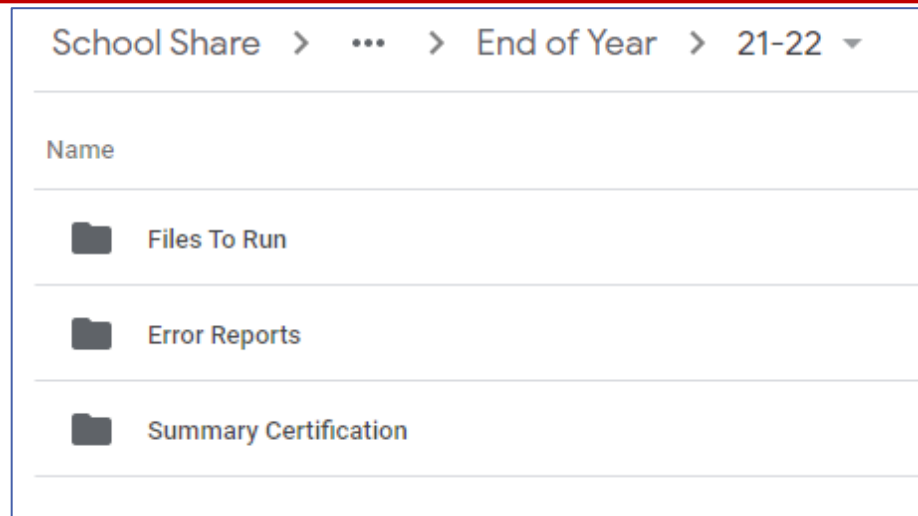 School Share > ... > End of Year > 21-22
Name
Files To Run
Error Reports
Summary Certification